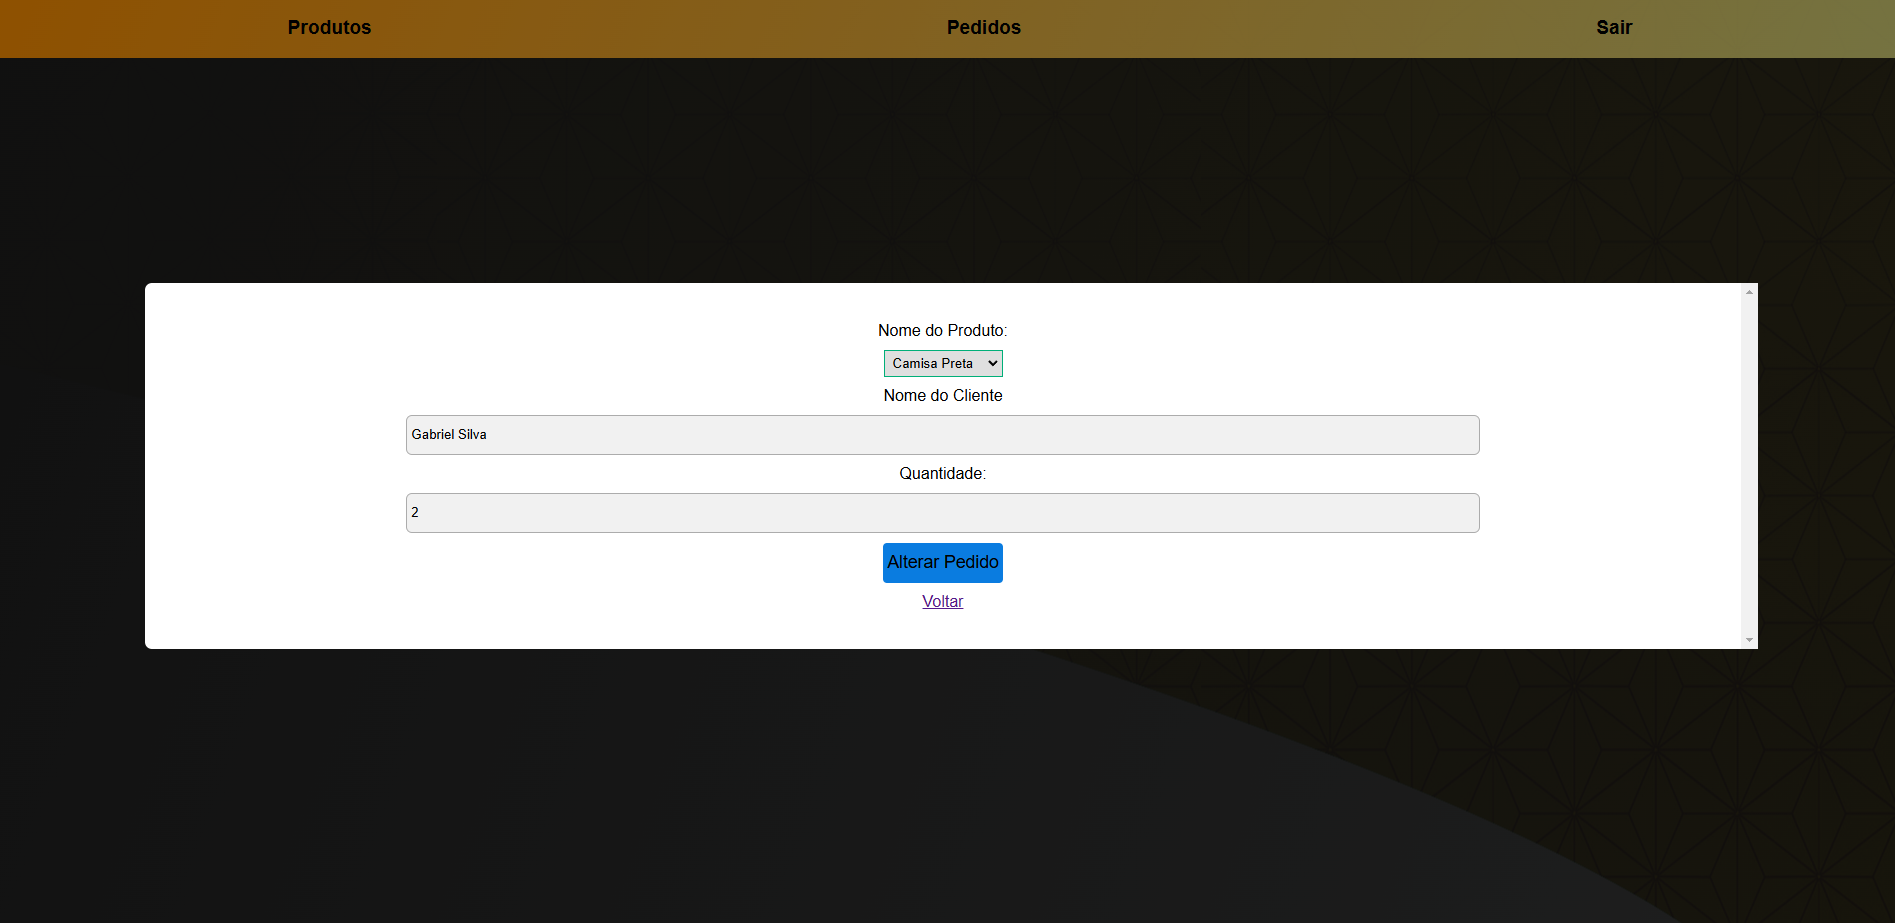 Produtos Pedidos Sair
Nome do Produto:
Camisa Preta
Nome do Cliente
Gabriel Silva
Quantidade:
2
Alterar Pedido
Voltar